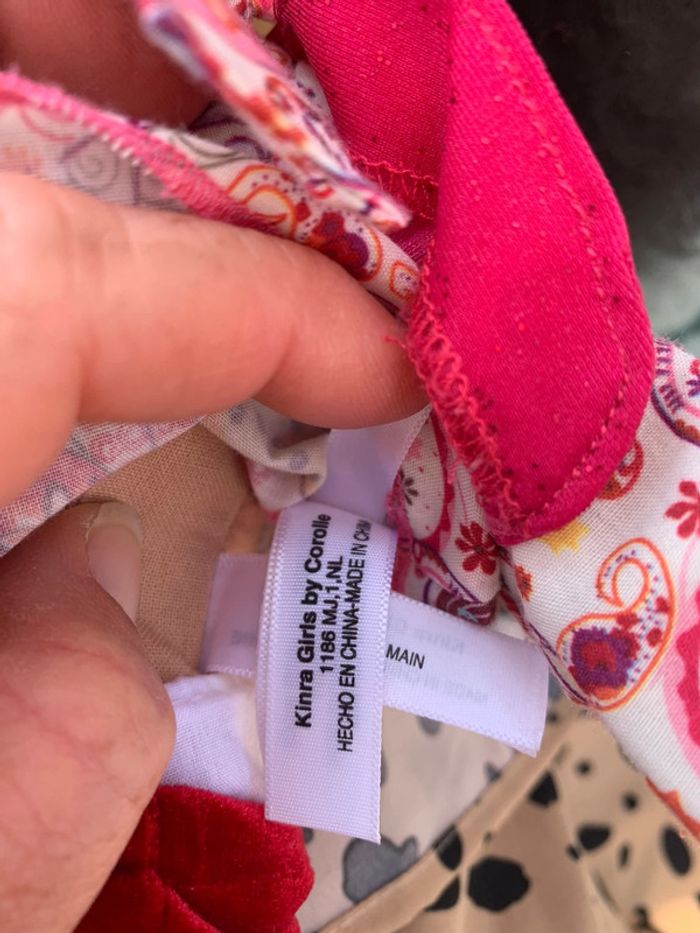 Kinra Girls by Corolle
1186 MJ,1,NL
HECHO EN CHINA-MADE IN CHINA
MAIN